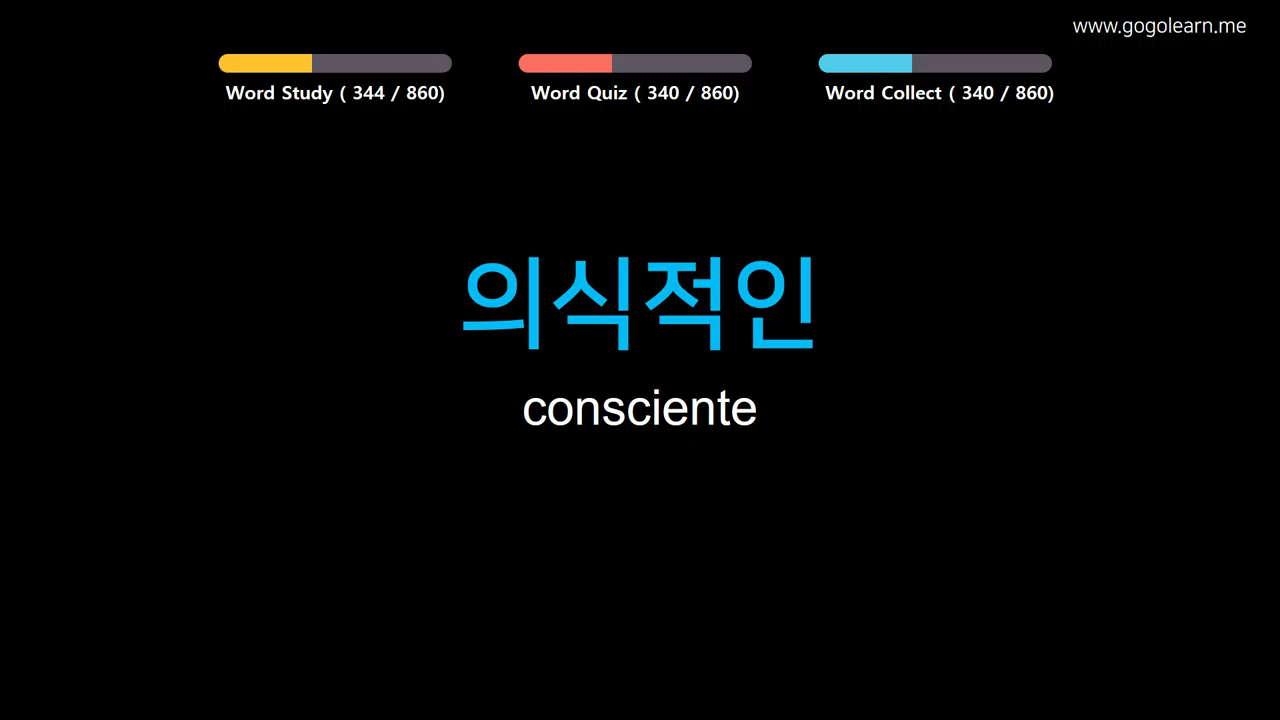 www.gogolearn.me
Word Study ( 344 / 860)
Word Quiz ( 340 / 860)
Word Collect ( 340 / 860)
의식적인
consciente